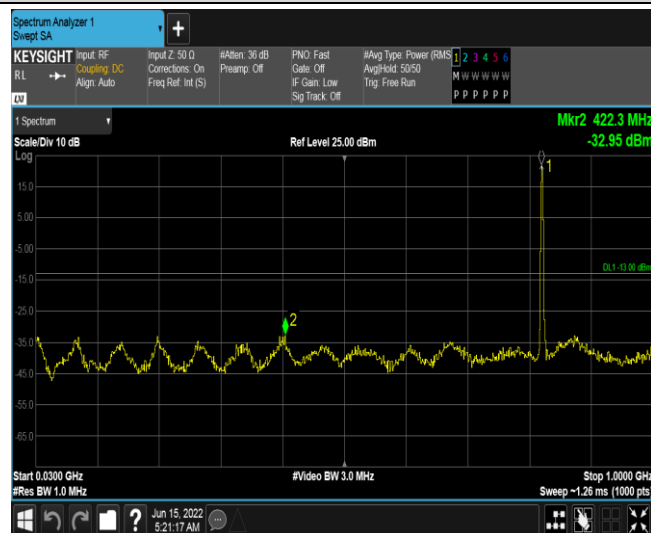 Spectrum Analyzer 1
Swept SA
+
KEYSIGHT
RL
LXI
Input: RF
Coupling: DC
Align: Auto
Input Z: 50 Ω
Corrections: On
Freq Ref: Int (S)
#Atten: 36 dB
Preamp: Off
PNO: Fast
Gate: Off
IF Gain: Low
Sig Track: Off
#Avg Type: Power (RMS
Avg|Hold: 50/50
Trig: Free Run
1 2 3 4 5 6
M W W W W W
P P P P P P
1 Spectrum
Scale/Div 10 dB
Log
Ref Level 25.00 dBm
Mkr2 422.3 MHz
-32.95 dBm
15.0
5.00
-5.00
-15.0
-25.0
-35.0
-45.0
-55.0
-65.0
1
2
DL1 -13.00 dBm
Start 0.0300 GHz
#Res BW 1.0 MHz
#Video BW 3.0 MHz
Stop 1.0000 GHz
Sweep ~1.26 ms (1000 pts)
?
Jun 15, 2022
5:21:17 AM